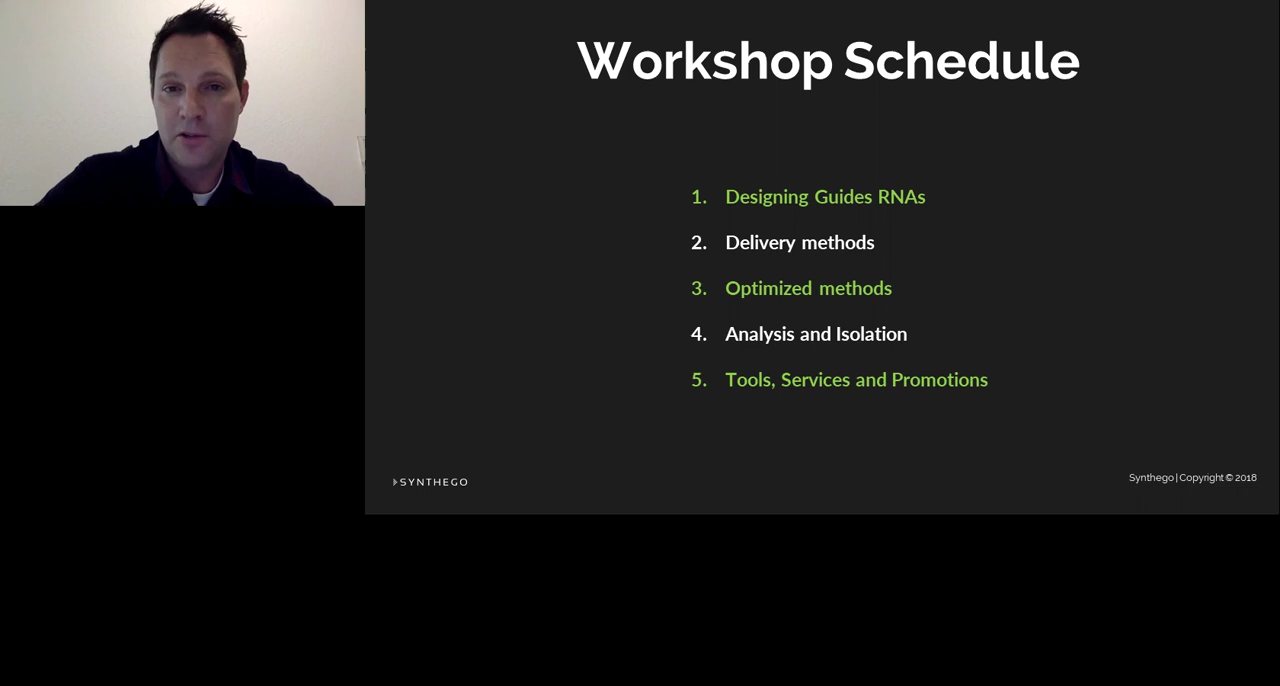 Workshop Schedule
1. Designing Guides RNAs
2. Delivery methods
3. Optimized methods
4. Analysis and Isolation
5. Tools, Services and Promotions
SYNTHEGO
Synthego | Copyright © 2018